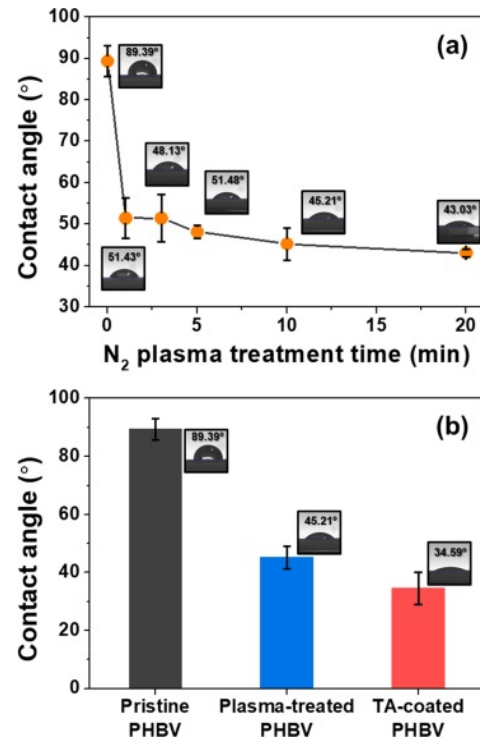 (a)
Contact angle (°)
100
90
80
70
60
50
40
30
89.39°
48.13°
51.48°
45.21°
43.03°
51.43°
0
5
10
15
20
N₂ plasma treatment time (min)
(b)
Contact angle (°)
100
80
60
40
20
0
89.39°
45.21°
34.59°
Pristine
PHBV
Plasma-treated
PHBV
TA-coated
PHBV